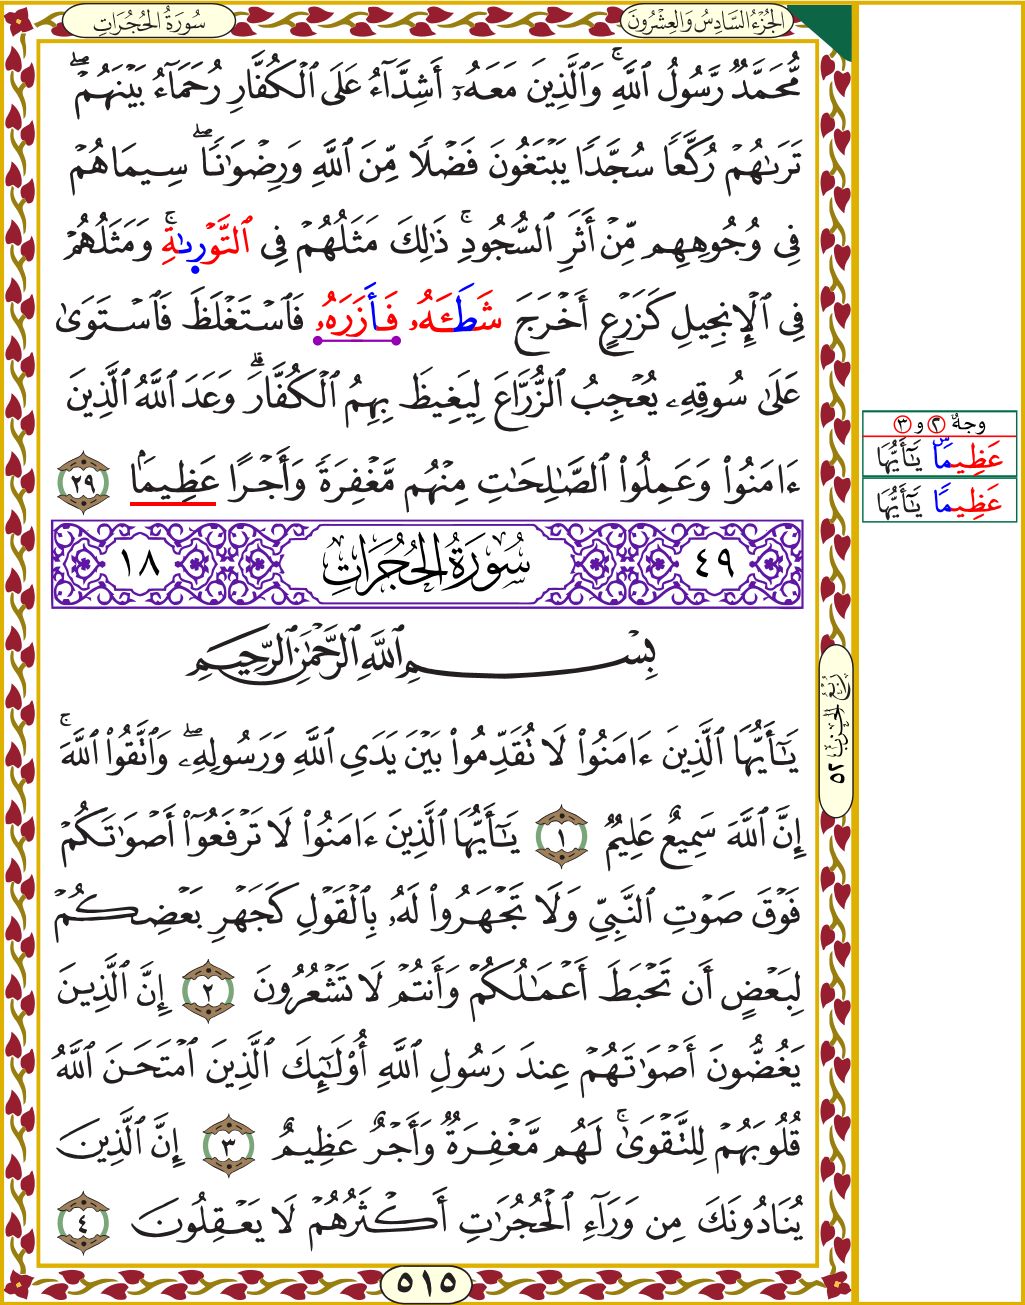 الجُزْءُ السَّادِسُ وَالعِشْرُونَ
سُورَةُ الحُجُرَاتِ
مُّحَمَّدٌ رَّسُولُ ٱللَّهِۚ وَٱلَّذِينَ مَعَهُۥٓ أَشِدَّآءُ عَلَى ٱلْكُفَّارِ رُحَمَآءُ بَيْنَهُمْۖ
تَرَىٰهُمْ رُكَّعًا سُجَّدًا يَبْتَغُونَ فَضْلًا مِّنَ ٱللَّهِ وَرِضْوَٰنًاۖ سِيمَاهُمْ
فِى وُجُوهِهِم مِّنْ أَثَرِ ٱلسُّجُودِۚ ذَٰلِكَ مَثَلُهُمْ فِى ٱلتَّوْرَىٰةِۚ وَمَثَلُهُمْ
فِى ٱلْإِنجِيلِ كَزَرْعٍ أَخْرَجَ شَطَـَٔهُۥ فَأَزَرَهُۥ فَٱسْتَغْلَظَ فَٱسْتَوَىٰ
عَلَىٰ سُوقِهِۦ يُعْجِبُ ٱلزُّرَّاعَ لِيَغِيظَ بِهِمُ ٱلْكُفَّارَۗ وَعَدَ ٱللَّهُ ٱلَّذِينَ
ءَامَنُوا۟ وَعَمِلُوا۟ ٱلصَّـٰلِحَـٰتِ مِنْهُم مَّغْفِرَةً وَأَجْرًا عَظِيمًۢا ٢٩
وجهٌ ٢ و ٣
عَظِيمًاس يَـٰٓأَيُّهَا
عَظِيمًا يَـٰٓأَيُّهَا
٤٩ سُورَةُ الحُجُرَاتِ ١٨
بِسْمِ ٱللَّهِ ٱلرَّحْمَـٰنِ ٱلرَّحِيمِ
يَـٰٓأَيُّهَا ٱلَّذِينَ ءَامَنُوا۟ لَا تُقَدِّمُوا۟ بَيْنَ يَدَىِ ٱللَّهِ وَرَسُولِهِۦۖ وَٱتَّقُوا۟ ٱللَّهَۚ
إِنَّ ٱللَّهَ سَمِيعٌ عَلِيمٌ ١ يَـٰٓأَيُّهَا ٱلَّذِينَ ءَامَنُوا۟ لَا تَرْفَعُوٓا۟ أَصْوَٰتَكُمْ
فَوْقَ صَوْتِ ٱلنَّبِىِّ وَلَا تَجْهَرُوا۟ لَهُۥ بِٱلْقَوْلِ كَجَهْرِ بَعْضِكُمْ
لِبَعْضٍ أَن تَحْبَطَ أَعْمَـٰلُكُمْ وَأَنتُمْ لَا تَشْعُرُونَ ٢ إِنَّ ٱلَّذِينَ
يَغُضُّونَ أَصْوَٰتَهُمْ عِندَ رَسُولِ ٱللَّهِ أُو۟لَـٰٓئِكَ ٱلَّذِينَ ٱمْتَحَنَ ٱللَّهُ
قُلُوبَهُمْ لِلتَّقْوَىٰۚ لَهُم مَّغْفِرَةٌ وَأَجْرٌ عَظِيمٌ ٣ إِنَّ ٱلَّذِينَ
يُنَادُونَكَ مِن وَرَآءِ ٱلْحُجُرَٰتِ أَكْثَرُهُمْ لَا يَعْقِلُونَ ٤
رُبْعُ الحِزْبِ ٥٢
٥١٥